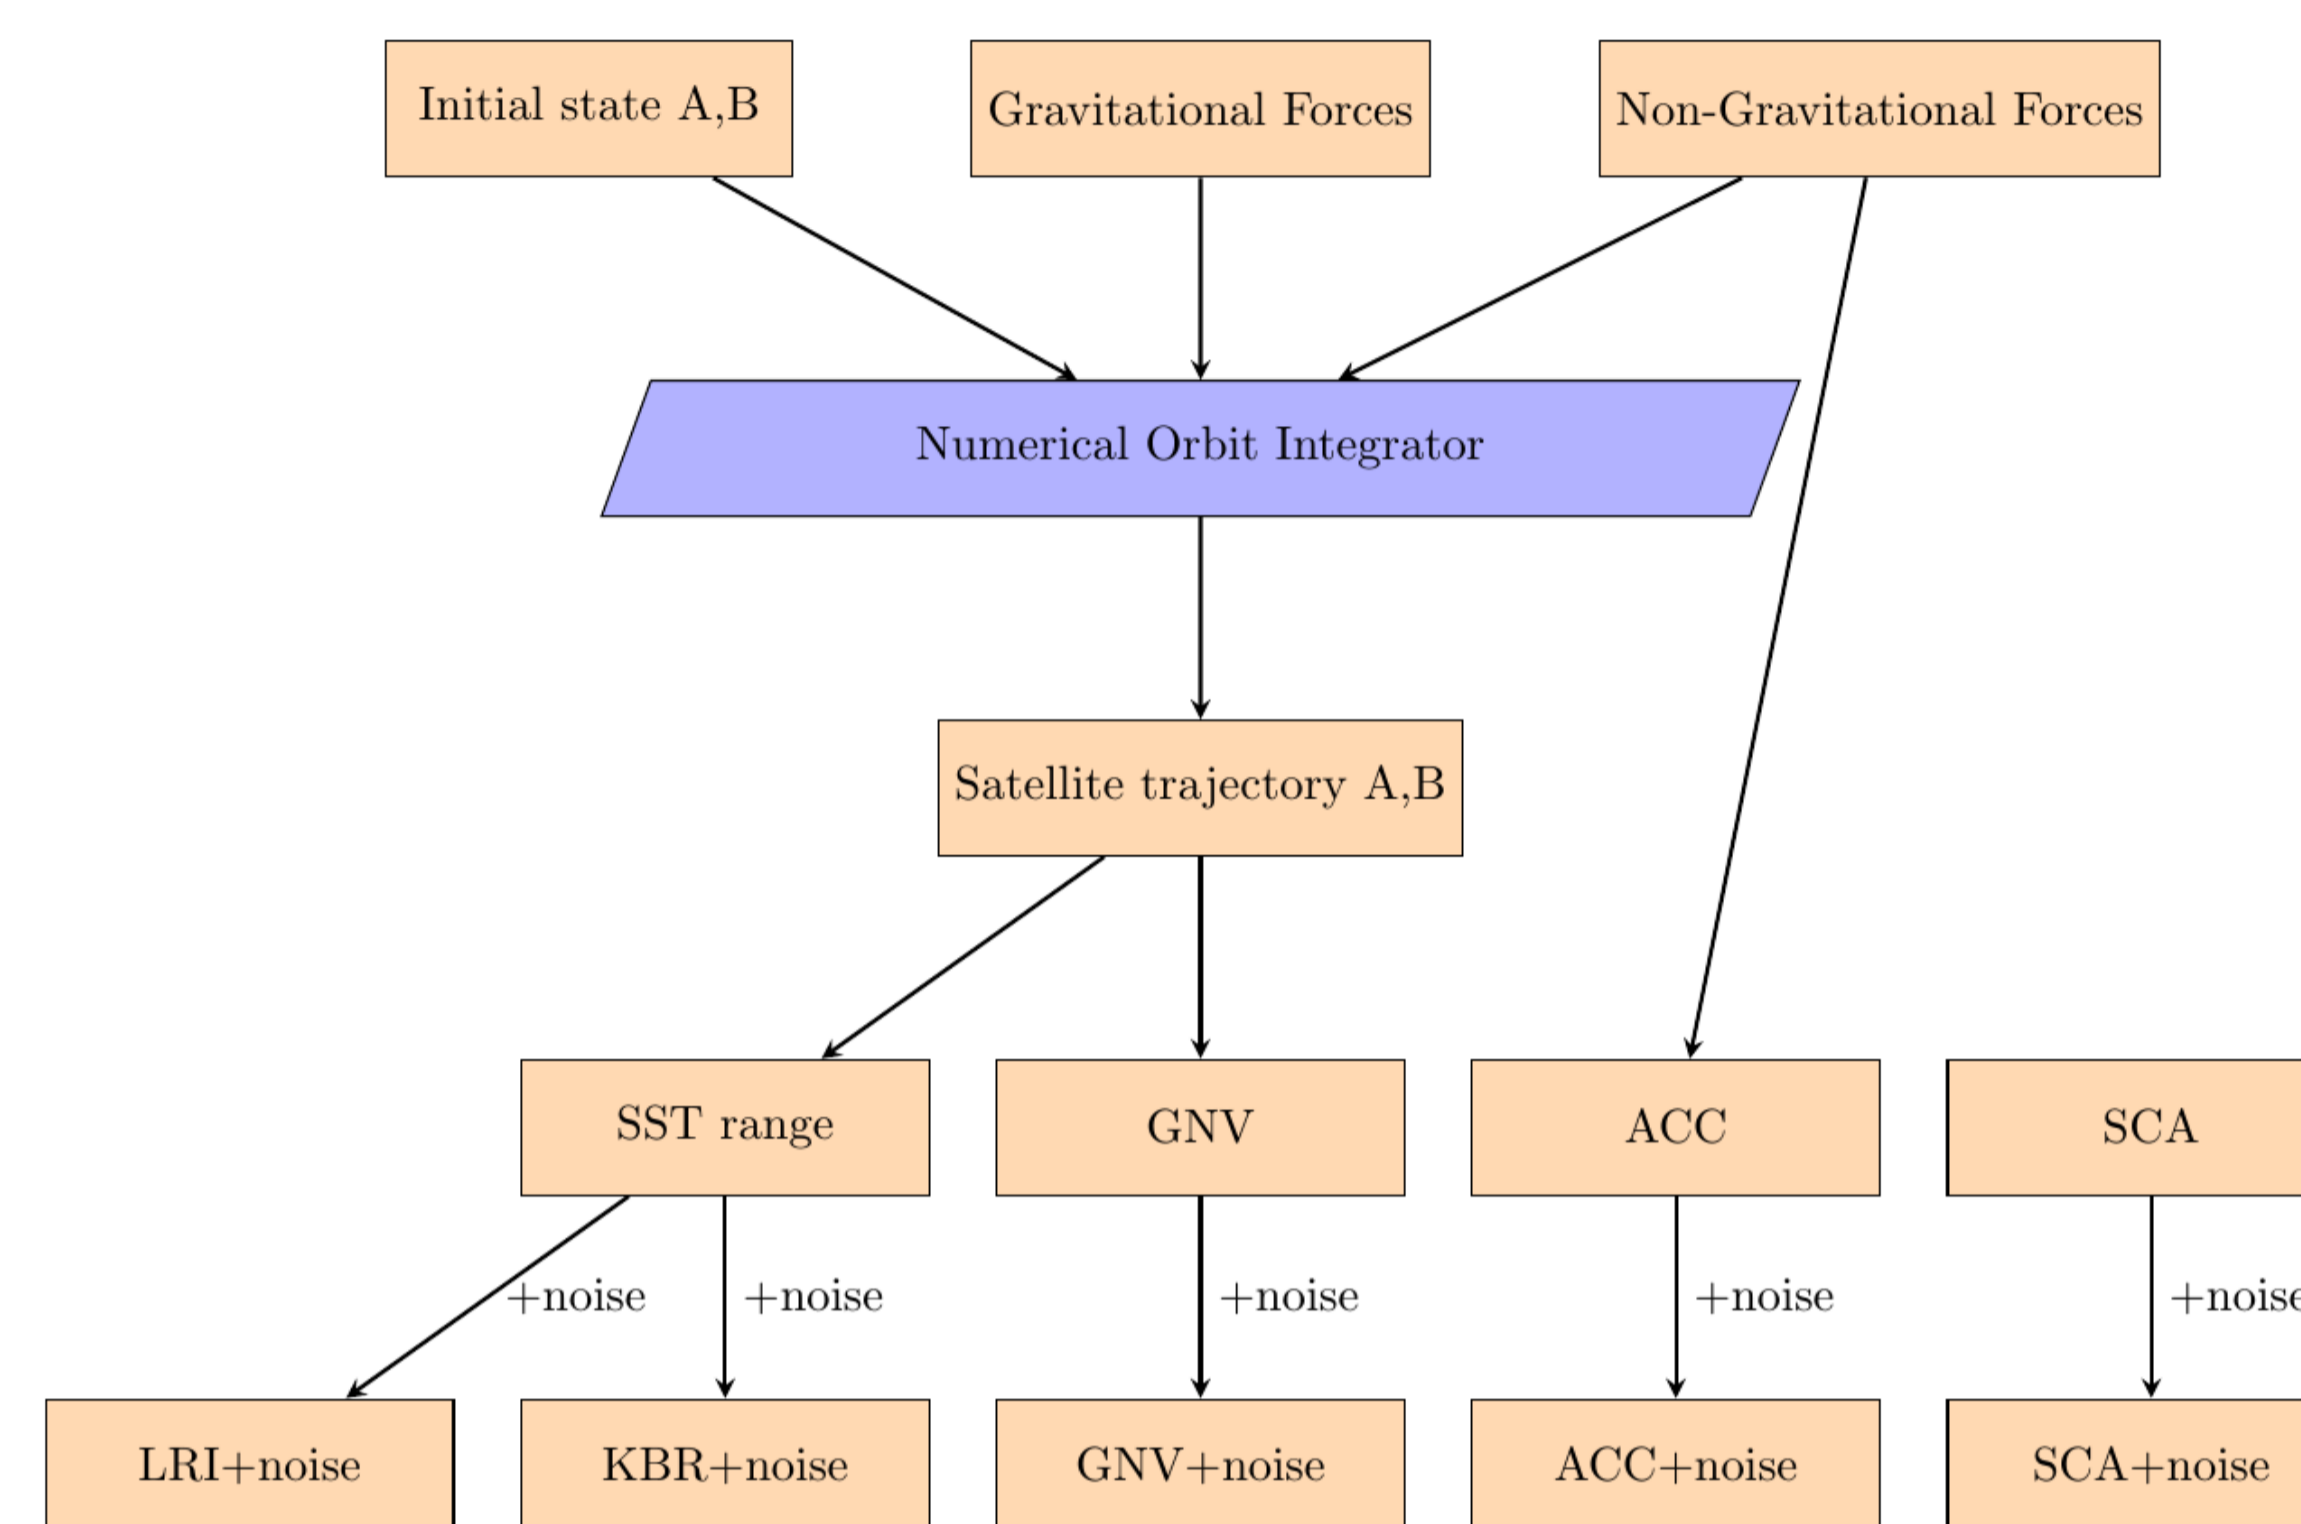 Initial state A,B
Gravitational Forces
Non-Gravitational Forces
Numerical Orbit Integrator
Satellite trajectory A,B
SST range
GNV
ACC
SCA
+noise
+noise
+noise
+noise
+noise
LRI+noise
KBR+noise
GNV+noise
ACC+noise
SCA+noise